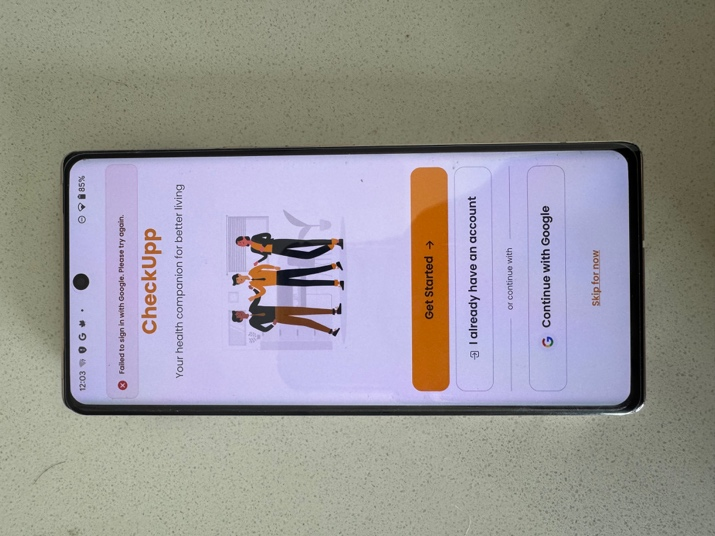 12:03
85%
Failed to sign in with Google. Please try again.
CheckUpp
Your health companion for better living
Get Started →
I already have an account
or continue with
Continue with Google
Skip for now